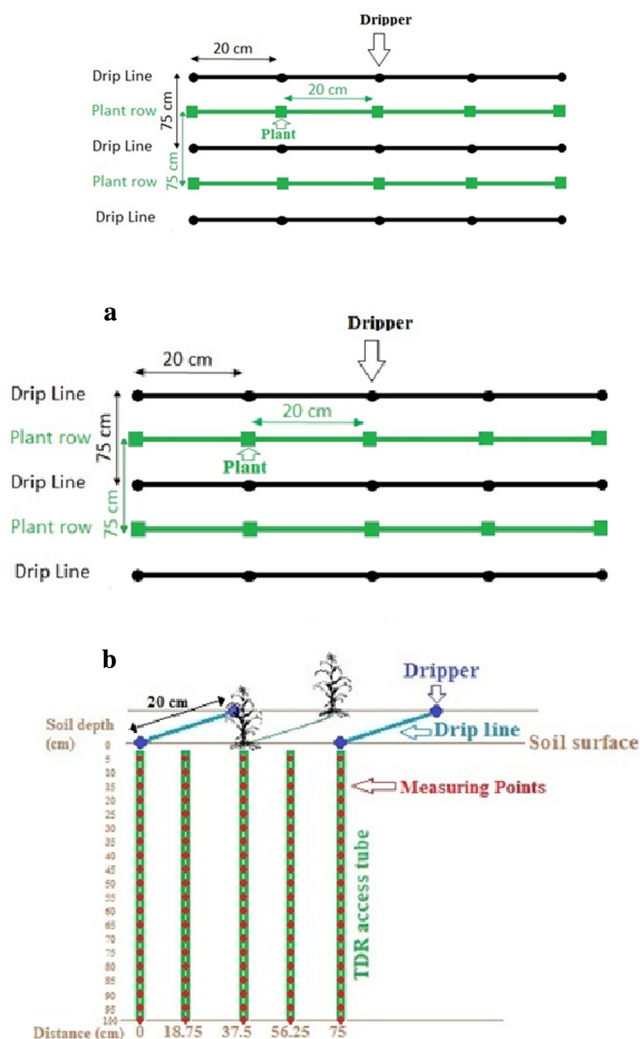 Dripper
20 cm
Drip Line
20 cm
Plant row
75 cm
Plant
Drip Line
75 cm
Plant row
Drip Line
a
Dripper
20 cm
Drip Line
20 cm
Plant row
75 cm
Plant
Drip Line
75 cm
Plant row
Drip Line
b
Dripper
20 cm
Soil depth
(cm)
Drip line
Soil surface
0
5
10
15
20
25
30
35
40
45
50
55
60
65
70
75
80
85
90
95
100
Measuring Points
TDR access tube
Distance (cm) 0 18.75 37.5 56.25 75